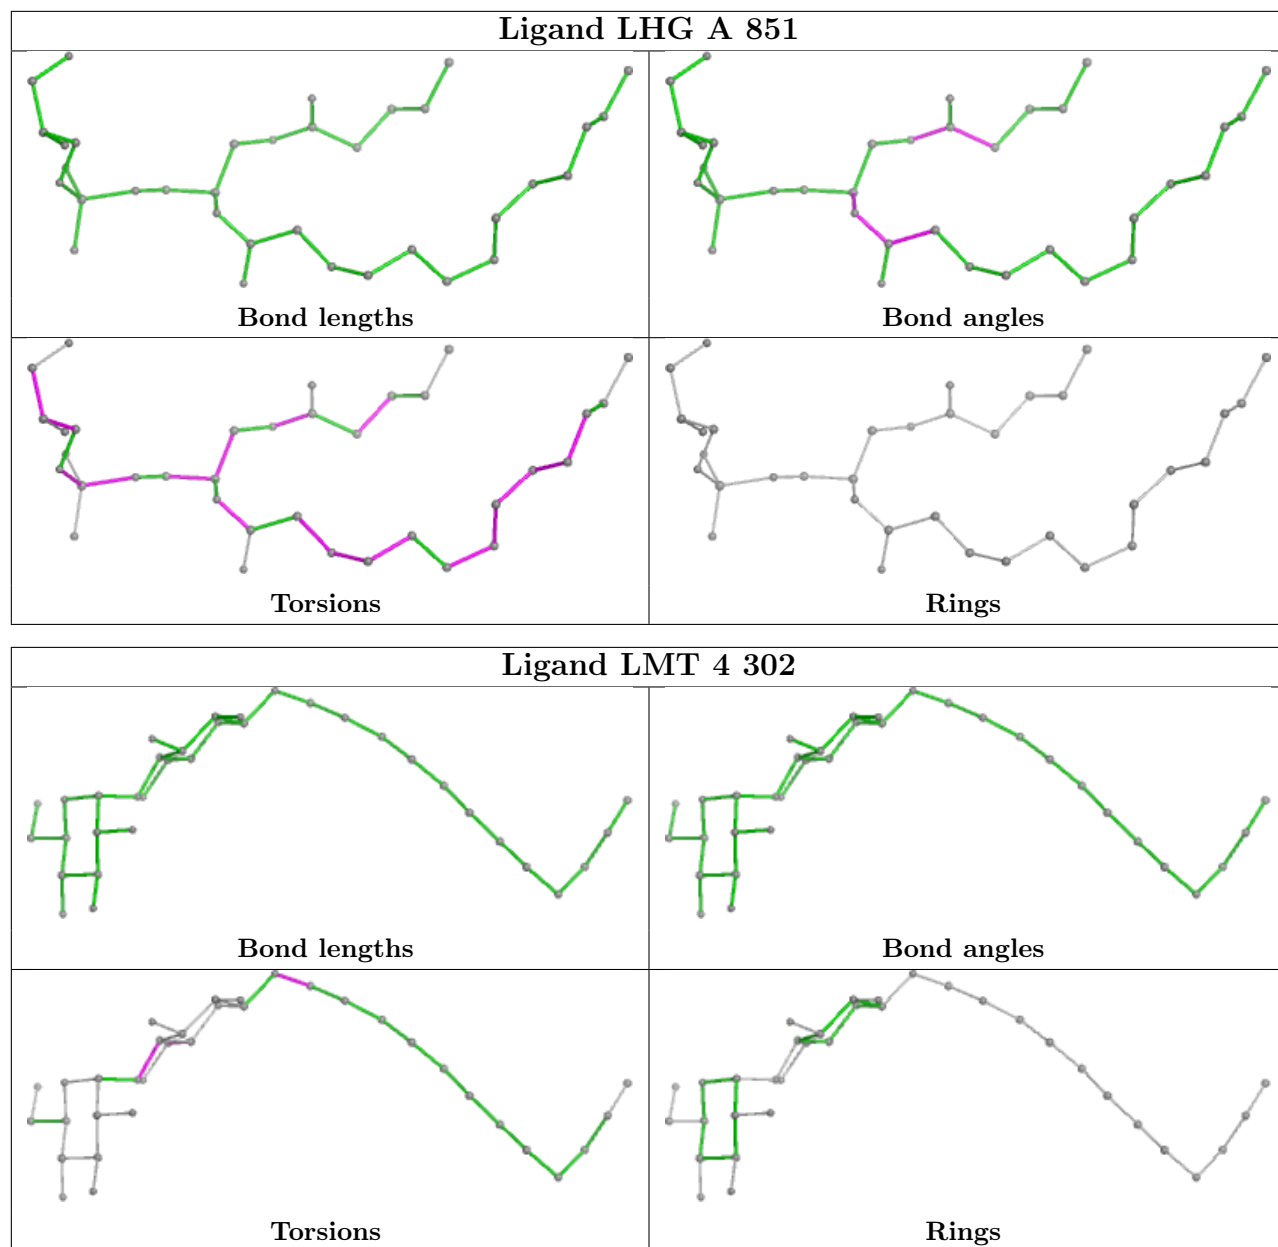 Ligand LHG A 851
Bond lengths
Bond angles
Torsions
Rings
Ligand LMT 4 302
Bond lengths
Bond angles
Torsions
Rings